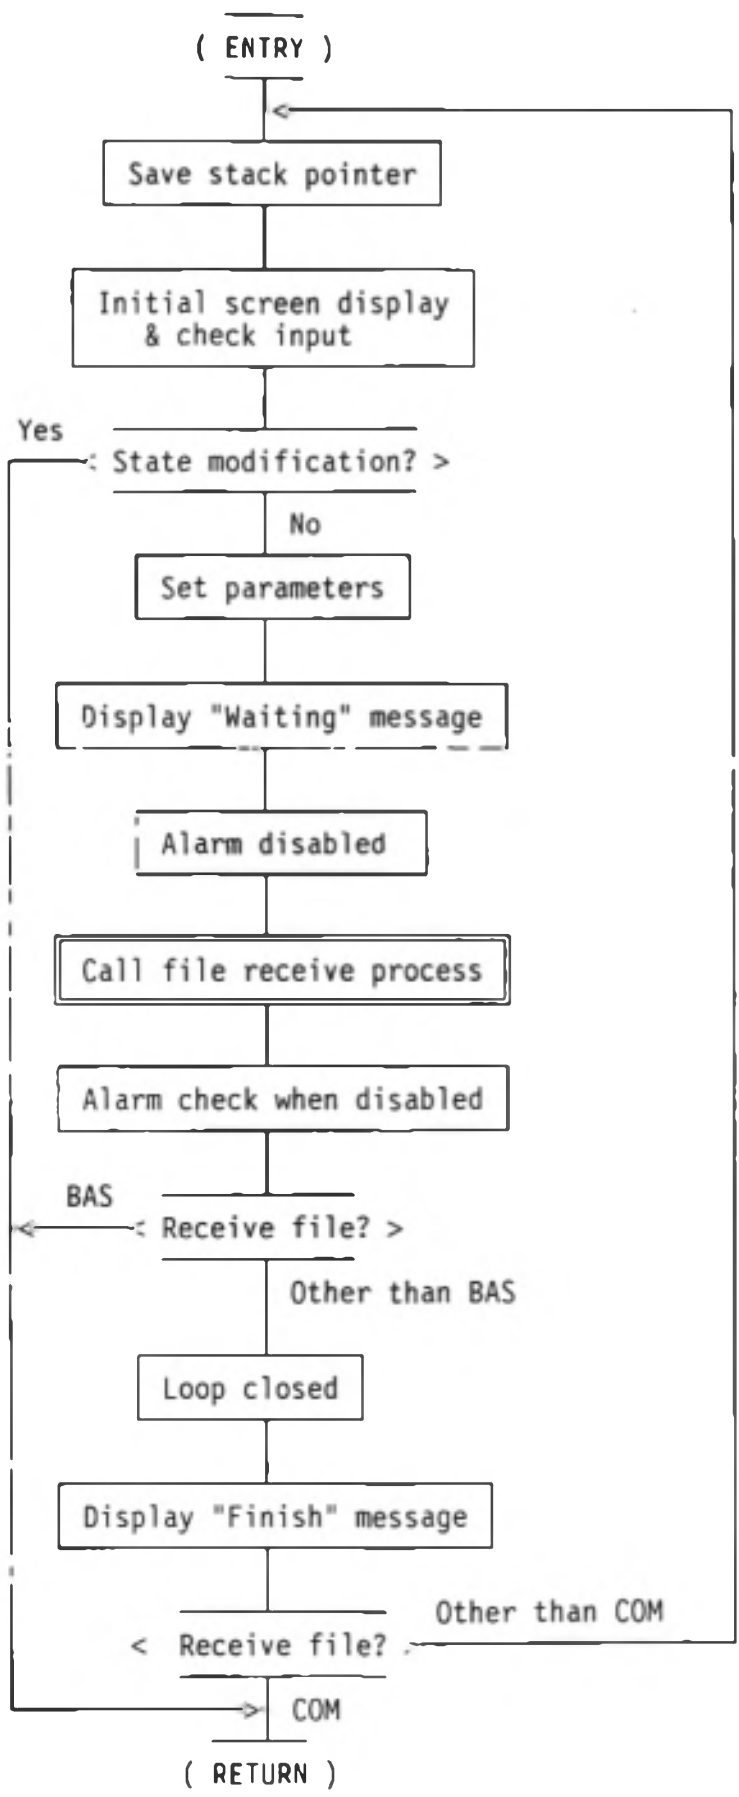 ( ENTRY )
Save stack pointer
Initial screen display
& check input
Yes
< State modification? >
No
Set parameters
Display "Waiting" message
Alarm disabled
Call file receive process
Alarm check when disabled
BAS
< Receive file? >
Other than BAS
Loop closed
Display "Finish" message
Other than COM
< Receive file?
COM
( RETURN )